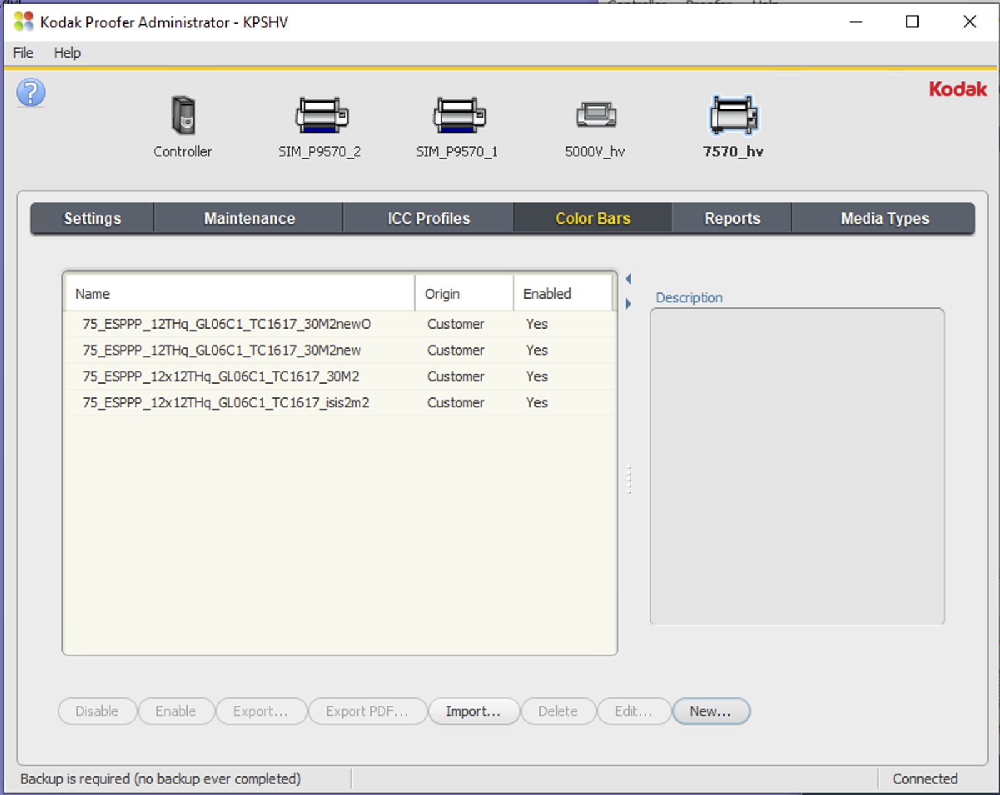 Kodak Proofer Administrator - KPSHV
File Help
Kodak
Controller SIM_P9570_2 SIM_P9570_1 5000V_hv 7570_hv
Settings Maintenance ICC Profiles Color Bars Reports Media Types
Name Origin Enabled
Description
75_ESPPP_12THq_GL06C1_TC1617_30M2newO Customer Yes
75_ESPPP_12THq_GL06C1_TC1617_30M2new Customer Yes
75_ESPPP_12x12THq_GL06C1_TC1617_30M2 Customer Yes
75_ESPPP_12x12THq_GL06C1_TC1617_isis2m2 Customer Yes
Disable Enable Export... Export PDF... Import... Delete Edit... New...
Backup is required (no backup ever completed) Connected